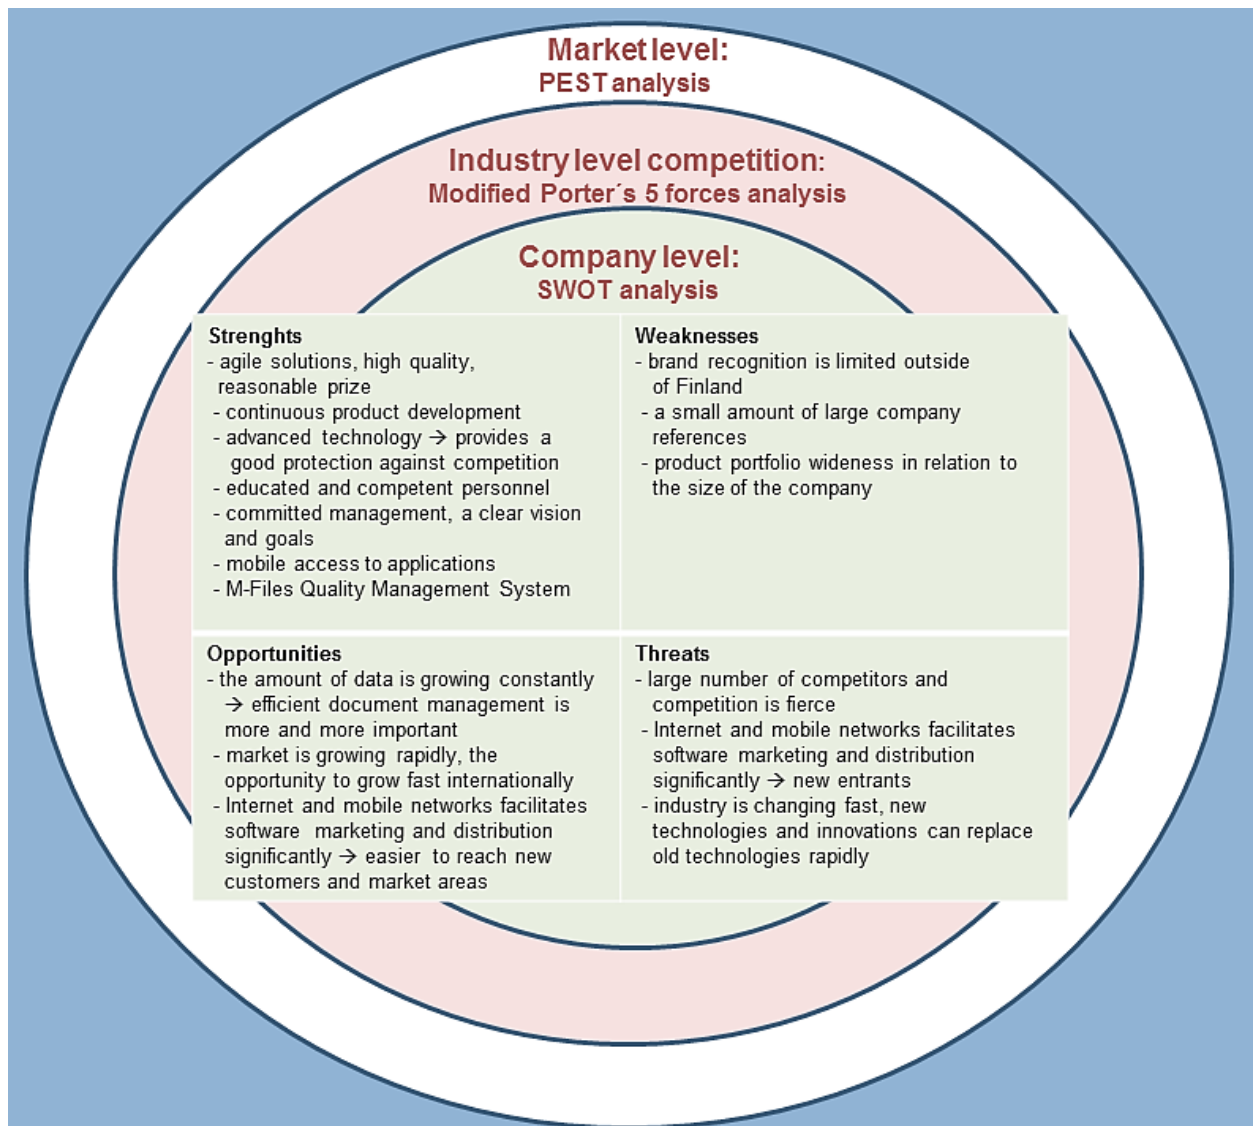 Market level:
PEST analysis
Industry level competition:
Modified Porter´s 5 forces analysis
Company level:
SWOT analysis
Strenghts
- agile solutions, high quality,
reasonable prize
- continuous product development
- advanced technology → provides a
good protection against competition
- educated and competent personnel
- committed management, a clear vision
and goals
- mobile access to applications
- M-Files Quality Management System
Weaknesses
- brand recognition is limited outside
of Finland
- a small amount of large company
references
- product portfolio wideness in relation to
the size of the company
Opportunities
- the amount of data is growing constantly
→ efficient document management is
more and more important
- market is growing rapidly, the
opportunity to grow fast internationally
- Internet and mobile networks facilitates
software marketing and distribution
significantly → easier to reach new
customers and market areas
Threats
- large number of competitors and
competition is fierce
- Internet and mobile networks facilitates
software marketing and distribution
significantly → new entrants
- industry is changing fast, new
technologies and innovations can replace
old technologies rapidly